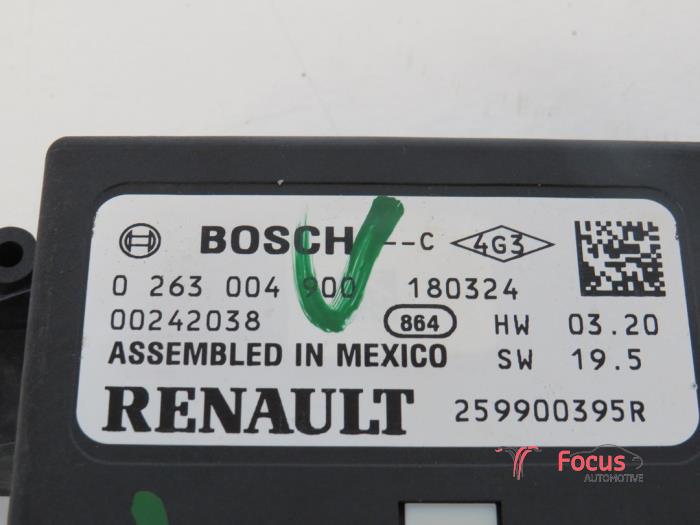 BOSCH --C 4G3
0 263 004 900 180324
00242038 864 HW 03.20
ASSEMBLED IN MEXICO SW 19.5
RENAULT 259900395R
Focus
AUTOMOTIVE